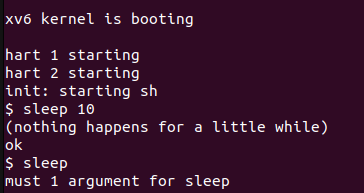 xv6 kernel is booting
hart 1 starting
hart 2 starting
init: starting sh
$ sleep 10
(nothing happens for a little while)
ok
$ sleep
must 1 argument for sleep